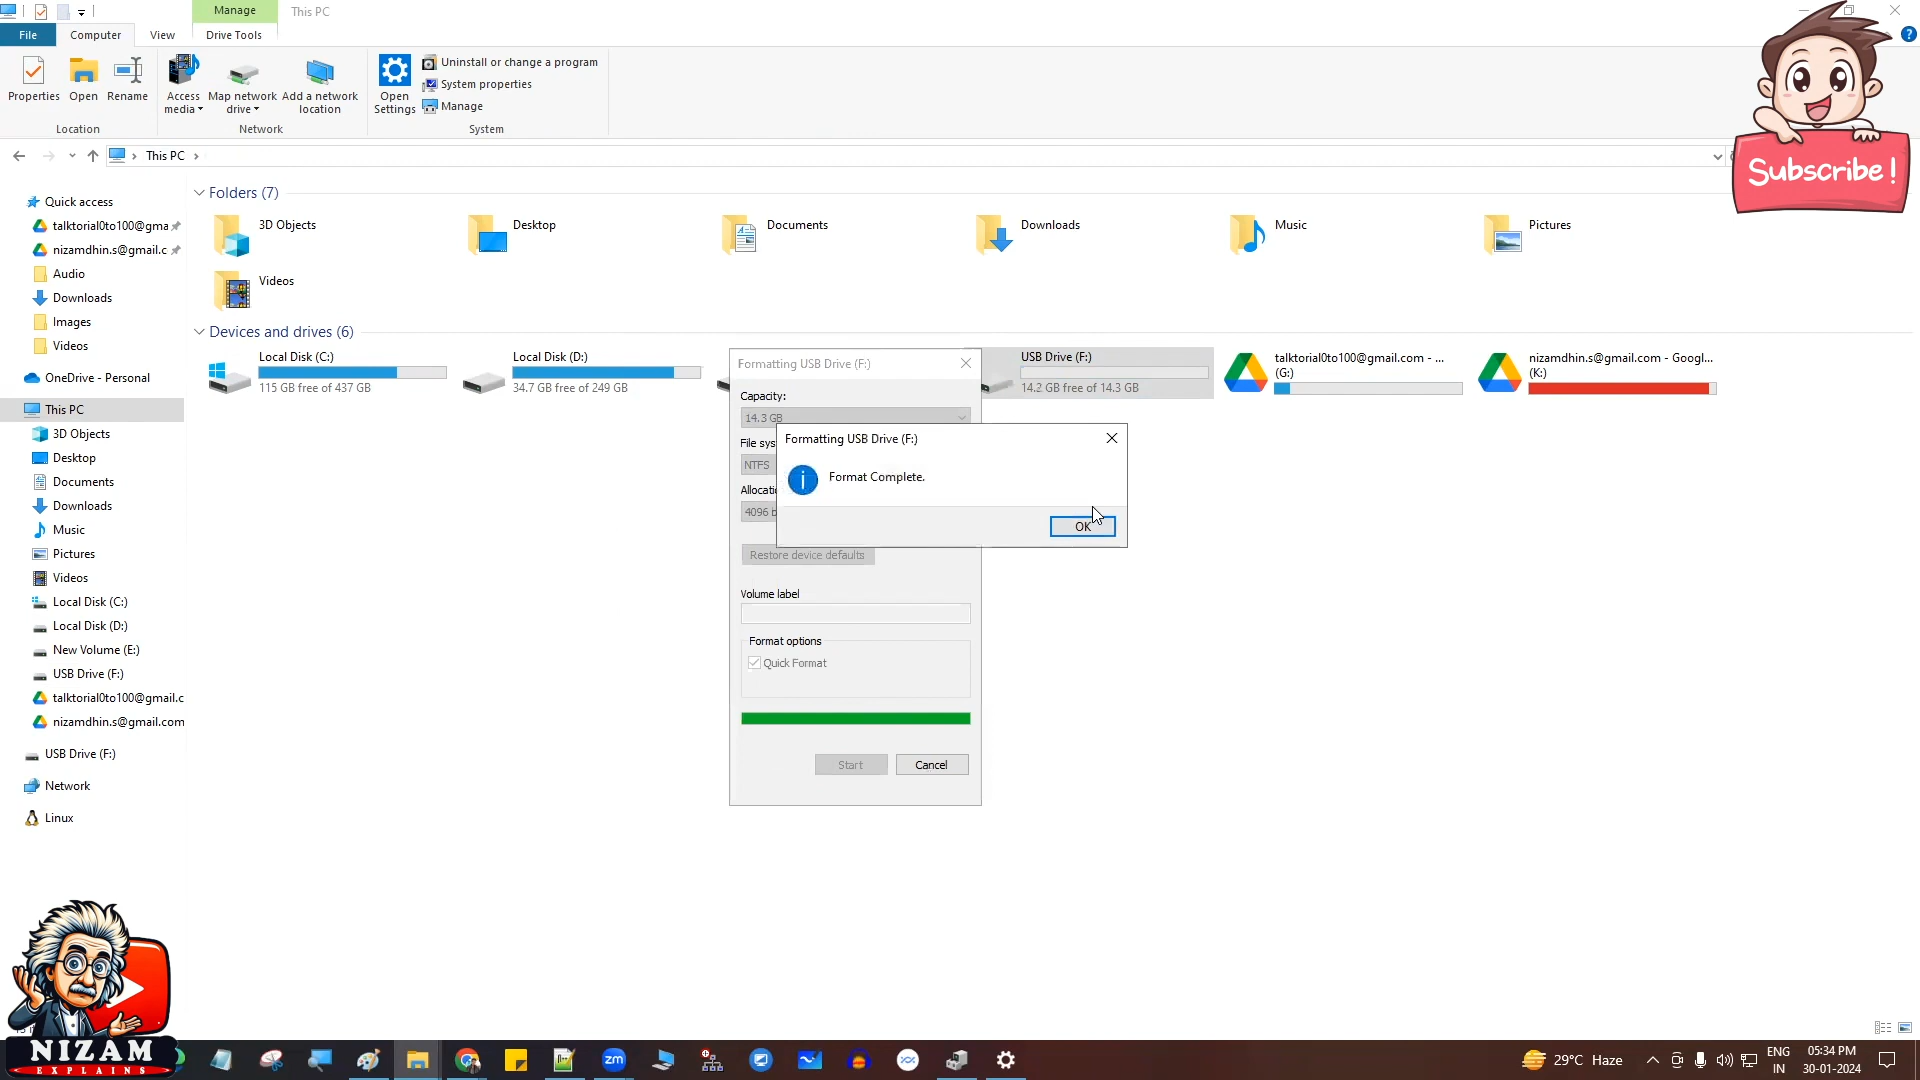 Manage
This PC
File
Computer
View
Drive Tools
Properties
Open
Rename
Access
media
Map network
drive
Add a network
location
Open
Settings
Uninstall or change a program
System properties
Manage
Location
Network
System
This PC
Subscribe!
Quick access
talktorial0to100@gma
nizamdhin.s@gmail.c
Audio
Downloads
Images
Videos
OneDrive - Personal
This PC
3D Objects
Desktop
Documents
Downloads
Music
Pictures
Videos
Local Disk (C:)
Local Disk (D:)
New Volume (E:)
USB Drive (F:)
talktorial0to100@gmail.c
nizamdhin.s@gmail.com
USB Drive (F:)
Network
Linux
Folders (7)
3D Objects
Desktop
Documents
Downloads
Music
Pictures
Videos
Devices and drives (6)
Local Disk (C:)
115 GB free of 437 GB
Local Disk (D:)
34.7 GB free of 249 GB
USB Drive (F:)
14.2 GB free of 14.3 GB
talktorial0to100@gmail.com - ...
(G:)
nizamdhin.s@gmail.com - Googl...
(K:)
Formatting USB Drive (F:)
Capacity:
14.3 GB
File sys
NTFS
Allocati
4096 b
Restore device defaults
Volume label
Format options
Quick Format
Start
Cancel
Formatting USB Drive (F:)
Format Complete.
OK
NIZAM
EXPLAINS
zm
29°C Haze
ENG
IN
05:34 PM
30-01-2024